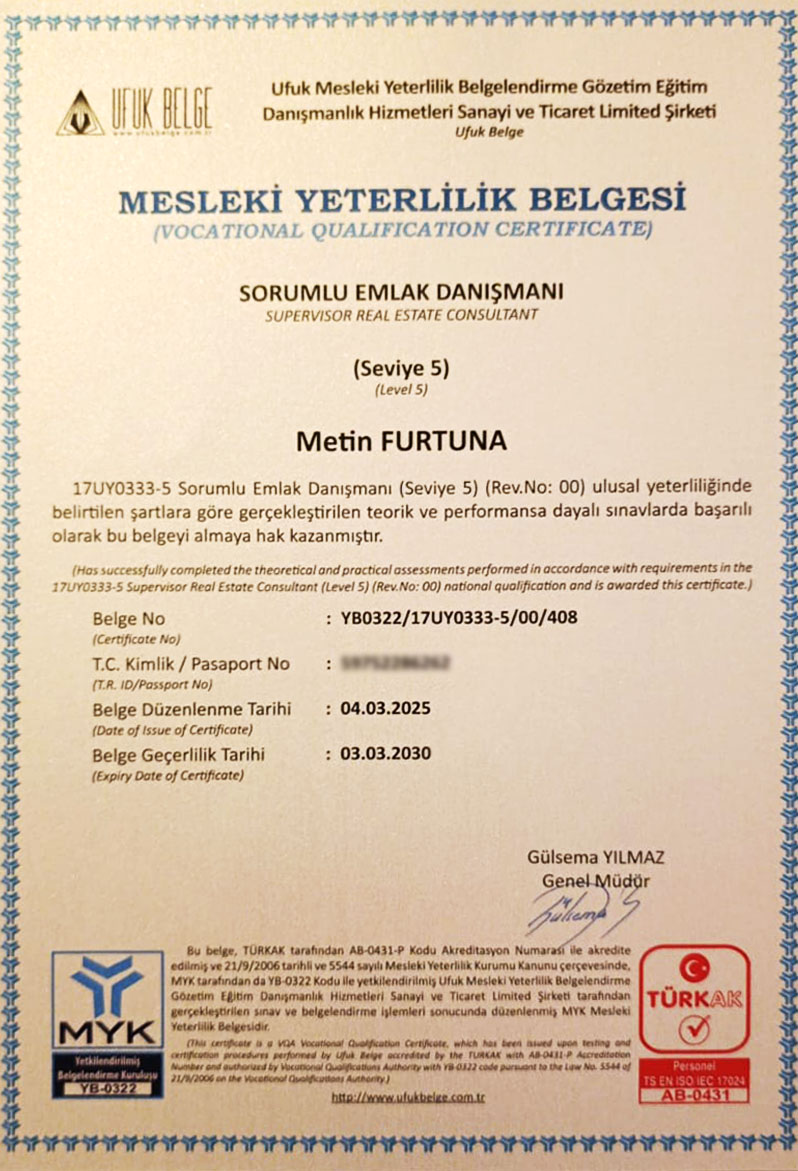 UFUK BELGE
www.ufukbelge.com.tr
Ufuk Mesleki Yeterlilik Belgelendirme Gözetim Eğitim
Danışmanlık Hizmetleri Sanayi ve Ticaret Limited Şirketi
Ufuk Belge
MESLEKİ YETERLİLİK BELGESİ
(VOCATIONAL QUALIFICATION CERTIFICATE)
SORUMLU EMLAK DANIŞMANI
SUPERVISOR REAL ESTATE CONSULTANT
(Seviye 5)
(Level 5)
Metin FURTUNA
17UY0333-5 Sorumlu Emlak Danışmanı (Seviye 5) (Rev.No: 00) ulusal yeterliliğinde
belirtilen şartlara göre gerçekleştirilen teorik ve performansa dayalı sınavlarda başarılı
olarak bu belgeyi almaya hak kazanmıştır.
(Has successfully completed the theoretical and practical assessments performed in accordance with requirements in the
17UY0333-5 Supervisor Real Estate Consultant (Level 5) (Rev.No: 00) national qualification and is awarded this certificate.)
Belge No : YB0322/17UY0333-5/00/408
(Certificate No)
T.C. Kimlik / Pasaport No :
(T.R. ID/Passport No)
Belge Düzenlenme Tarihi : 04.03.2025
(Date of Issue of Certificate)
Belge Geçerlilik Tarihi : 03.03.2030
(Expiry Date of Certificate)
Gülsema YILMAZ
Genel Müdür
Bu belge, TÜRKAK tarafından AB-0431-P Kodu Akreditasyon Numarası ile akredite
edilmiş ve 21/9/2006 tarihli ve 5544 sayılı Mesleki Yeterlilik Kurumu Kanunu çerçevesinde,
MYK tarafından da YB-0322 Kodu ile yetkilendirilmiş Ufuk Mesleki Yeterlilik Belgelendirme
Gözetim Eğitim Danışmanlık Hizmetleri Sanayi ve Ticaret Limited Şirketi tarafından
gerçekleştirilen sınav ve belgelendirme işlemleri sonucunda düzenlenmiş MYK Mesleki
Yeterlilik Belgesidir.
(This certificate is a VQA Vocational Qualification Certificate, which has been issued upon testing and
certification procedures performed by Ufuk Belge accredited by the TURKAK with AB-0431-P Accreditation
Number and authorized by Vocational Qualifications Authority with YB-0322 code pursuant to the Law No. 5544 of
21/9/2006 on the Vocational Qualifications Authority.)
http://www.ufukbelge.com.tr
MYK
Yetkilendirilmiş
Belgelendirme Kuruluşu
YB-0322
TÜRKAK
Personel
TS EN ISO IEC 17024
AB-0431